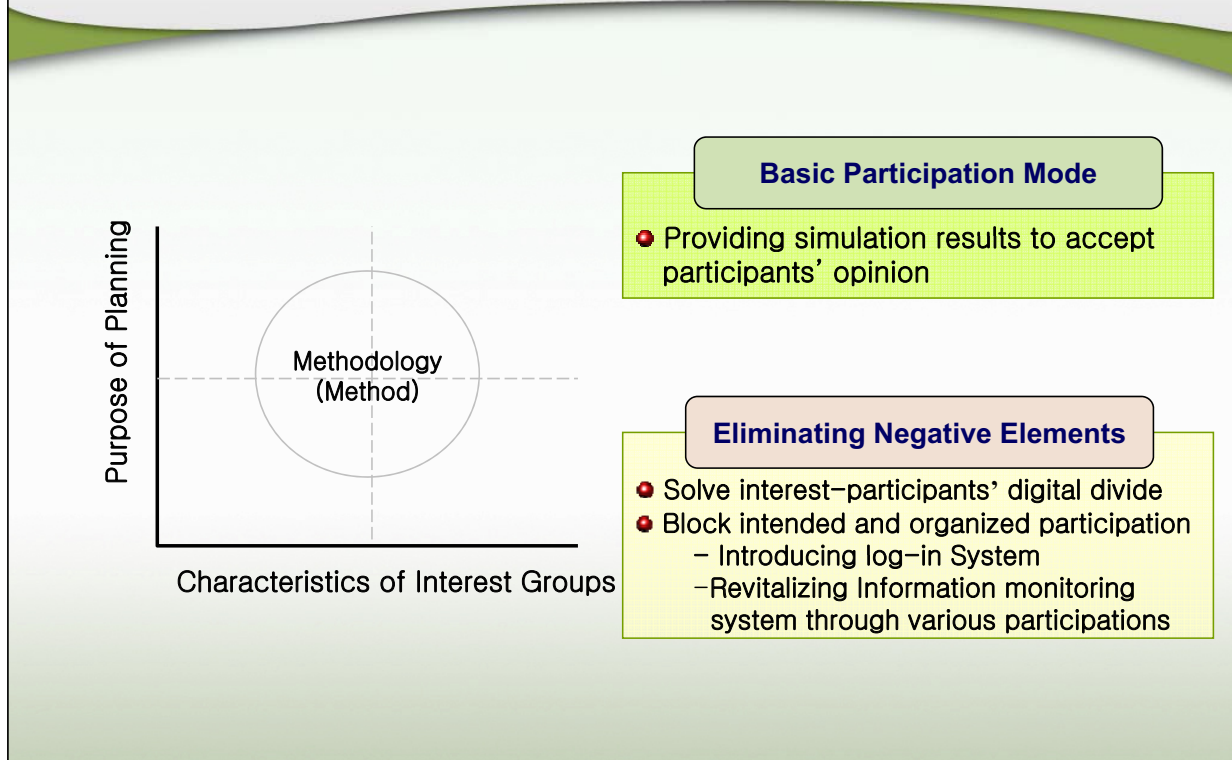 Purpose of Planning
Methodology
(Method)
Characteristics of Interest Groups
Basic Participation Mode
Providing simulation results to accept
participants’ opinion
Eliminating Negative Elements
Solve interest-participants’ digital divide
Block intended and organized participation
- Introducing log-in System
-Revitalizing Information monitoring
system through various participations